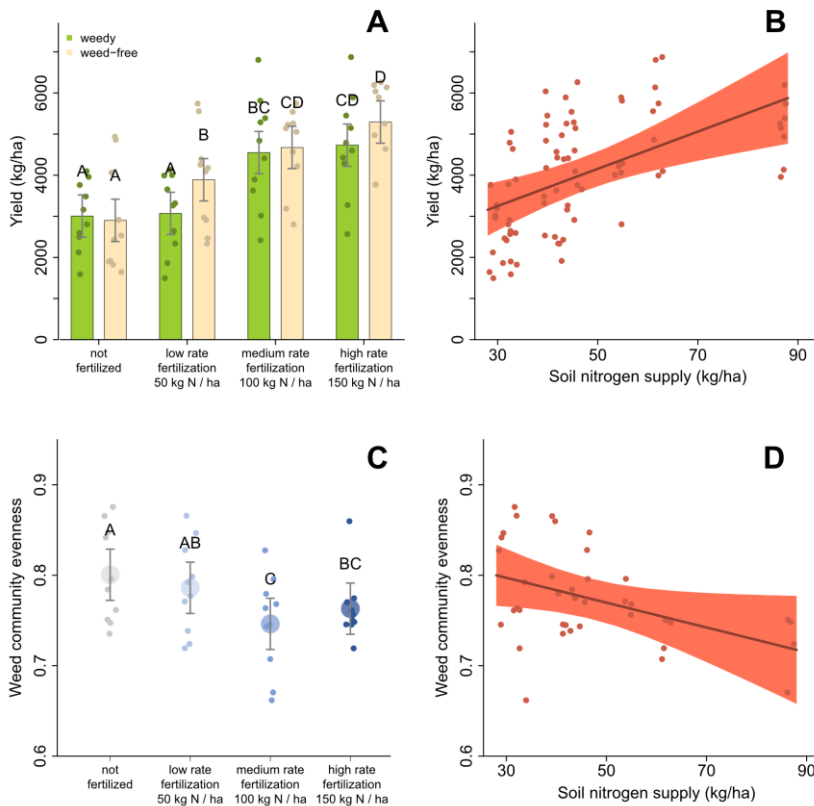 A
weedy
weed−free
A
A
A
B
BC
CD
CD
D
Yield (kg/ha)
0
2000
4000
6000
not
fertilized
low rate
fertilization
50 kg N / ha
medium rate
fertilization
100 kg N / ha
high rate
fertilization
150 kg N / ha
B
Yield (kg/ha)
0
2000
4000
6000
30
50
70
90
Soil nitrogen supply (kg/ha)
C
Weed community evenness
0.6
0.7
0.8
0.9
A
AB
C
BC
not
fertilized
low rate
fertilization
50 kg N / ha
medium rate
fertilization
100 kg N / ha
high rate
fertilization
150 kg N / ha
D
Weed community evenness
0.6
0.7
0.8
0.9
30
50
70
90
Soil nitrogen supply (kg/ha)